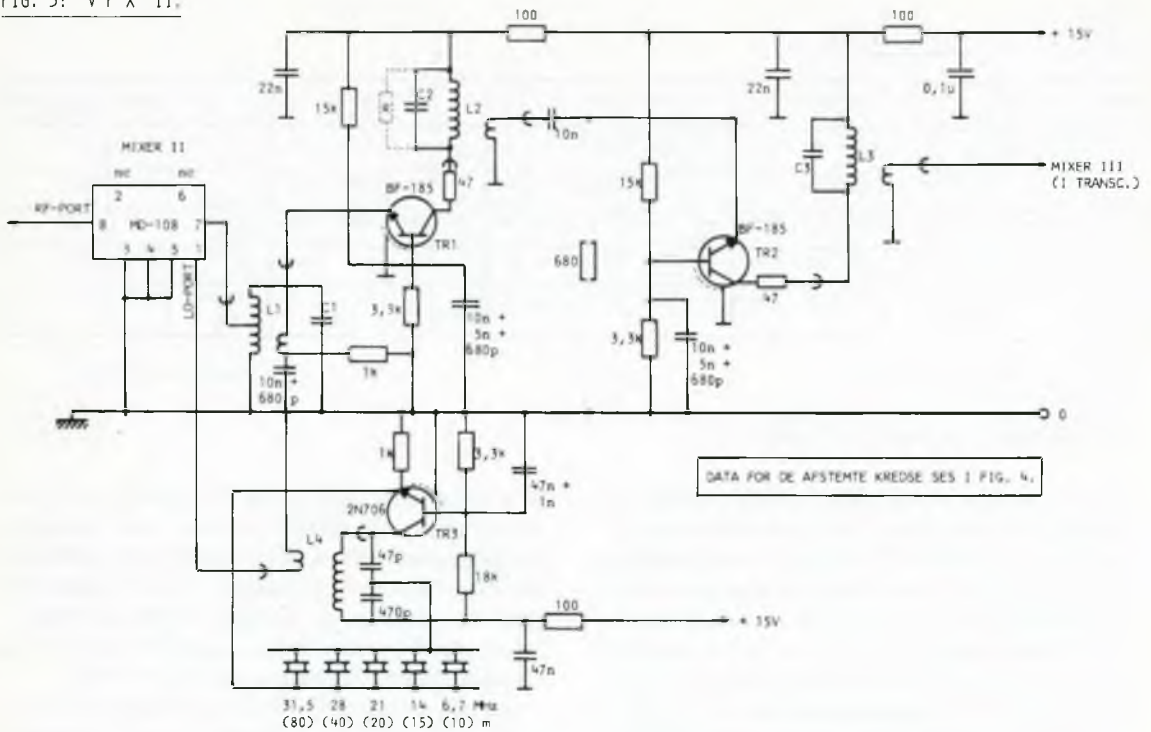 FIG. 5: V F X II.
100
100
+ 15V
22n
15k
R
C2
L2
10n
22n
0,1u
C3
L3
MIXER III
(I TRANSC.)
MIXER II
2
6
RF-PORT
8
MD-108
7
3
4
5
1
LO-PORT
BF-185
47
TR1
15k
680
BF-185
TR2
47
L1
C1
3,3k
10n +
5n +
680p
3,3k
10n +
5n +
680p
1k
10n +
680p
0
1k
3,3k
47n +
1n
DATA FOR DE AFSTEMTE KREDSE SES I FIG. 4.
2N706
TR3
L4
47p
470p
18k
100
+ 15V
47n
31,5 28 21 14 6,7 MHz
(80) (40) (20) (15) (10) m